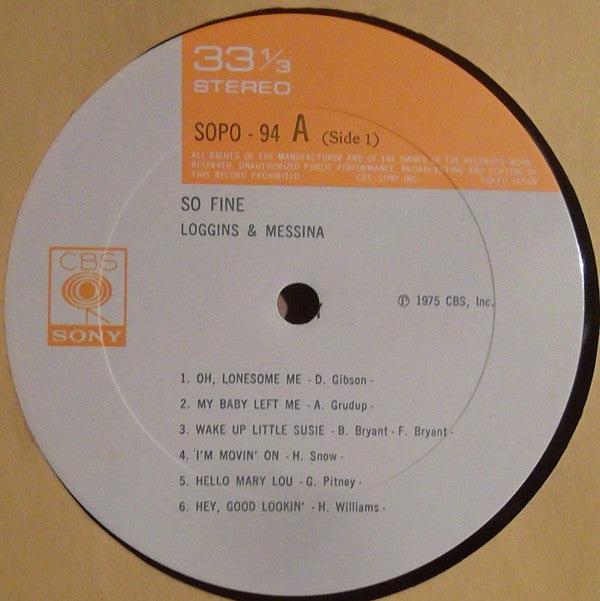 33 1/3
STEREO
SOPO - 94 A (Side 1)
ALL RIGHTS OF THE MANUFACTURER AND OF THE OWNER OF THE RECORDED WORK
RESERVED. UNAUTHORIZED PUBLIC PERFORMANCE, BROADCASTING AND COPYING OF
THIS RECORD PROHIBITED. CBS/SONY INC. TOKYO JAPAN
SO FINE
LOGGINS & MESSINA
CBS
SONY
℗ 1975 CBS, Inc.
1. OH, LONESOME ME - D. Gibson -
2. MY BABY LEFT ME - A. Grudup -
3. WAKE UP LITTLE SUSIE - B. Bryant - F. Bryant -
4. I'M MOVIN' ON - H. Snow -
5. HELLO MARY LOU - G. Pitney -
6. HEY, GOOD LOOKIN' - H. Williams -